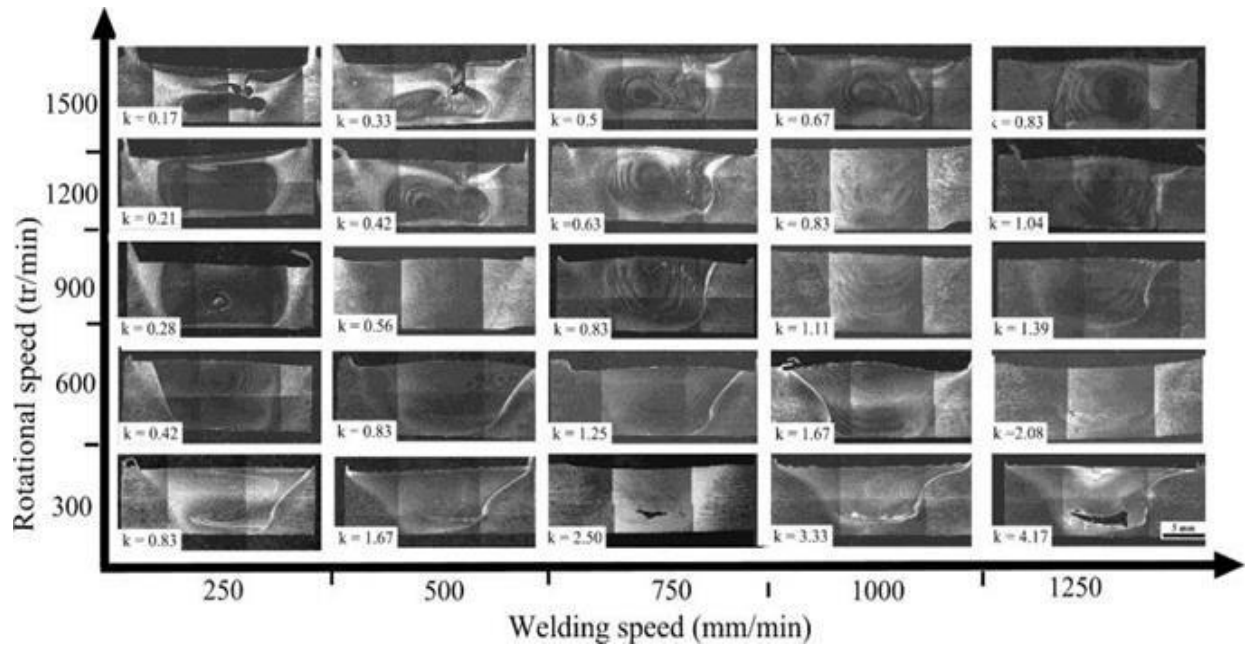 1500
k = 0.17
k = 0.33
k = 0.5
k = 0.67
k = 0.83
1200
k = 0.21
k = 0.42
k =0.63
k = 0.83
k = 1.04
900
k = 0.28
k = 0.56
k = 0.83
k = 1.11
k = 1.39
600
k = 0.42
k = 0.83
k = 1.25
k = 1.67
k =2.08
300
k = 0.83
k = 1.67
k = 2.50
k = 3.33
k = 4.17
5 mm
Rotational speed (tr/min)
250 500 750 1000 1250
Welding speed (mm/min)